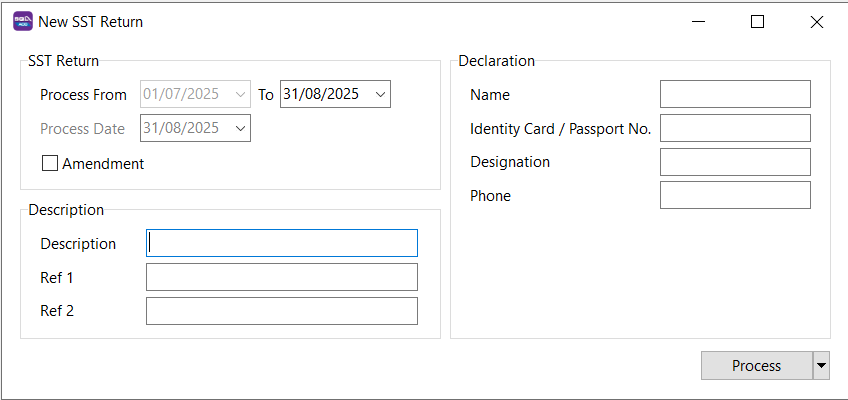 New SST Return
SST Return
Process From 01/07/2025 To 31/08/2025
Process Date 31/08/2025
Amendment
Description
Description
Ref 1
Ref 2
Declaration
Name
Identity Card / Passport No.
Designation
Phone
Process